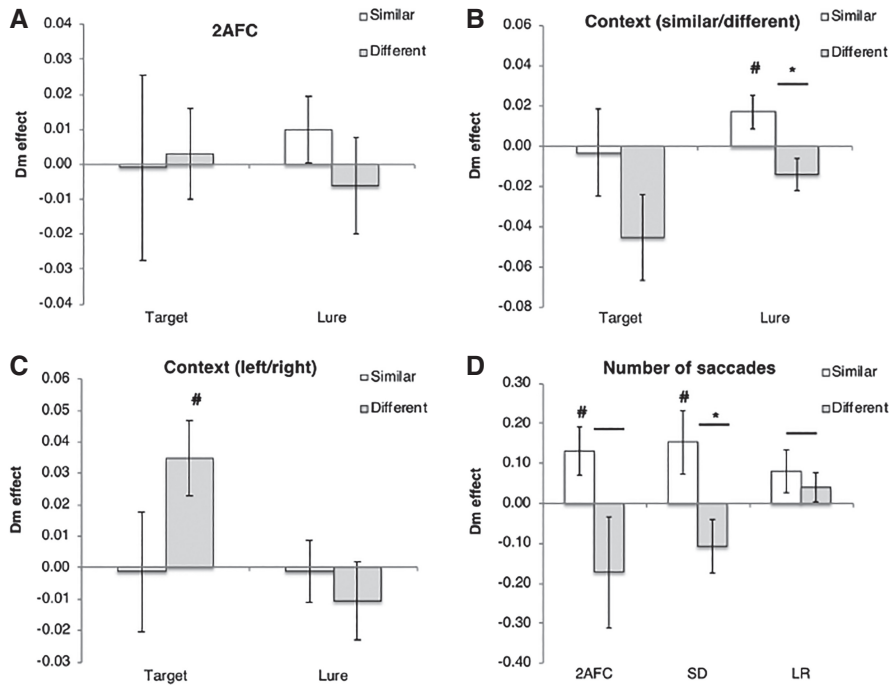 A
2AFC
Similar
Different
Dm effect
0.04
0.03
0.02
0.01
0.00
-0.01
-0.02
-0.03
-0.04
Target Lure
B
Context (similar/different)
Similar
Different
Dm effect
0.06
0.04
0.02
0.00
-0.02
-0.04
-0.06
-0.08
# *
Target Lure
C
Context (left/right)
Similar
Different
Dm effect
0.06
0.05
0.04
0.03
0.02
0.01
0.00
-0.01
-0.02
-0.03
#
Target Lure
D
Number of saccades
Similar
Different
Dm effect
0.30
0.20
0.10
0.00
-0.10
-0.20
-0.30
-0.40
# # *
2AFC SD LR